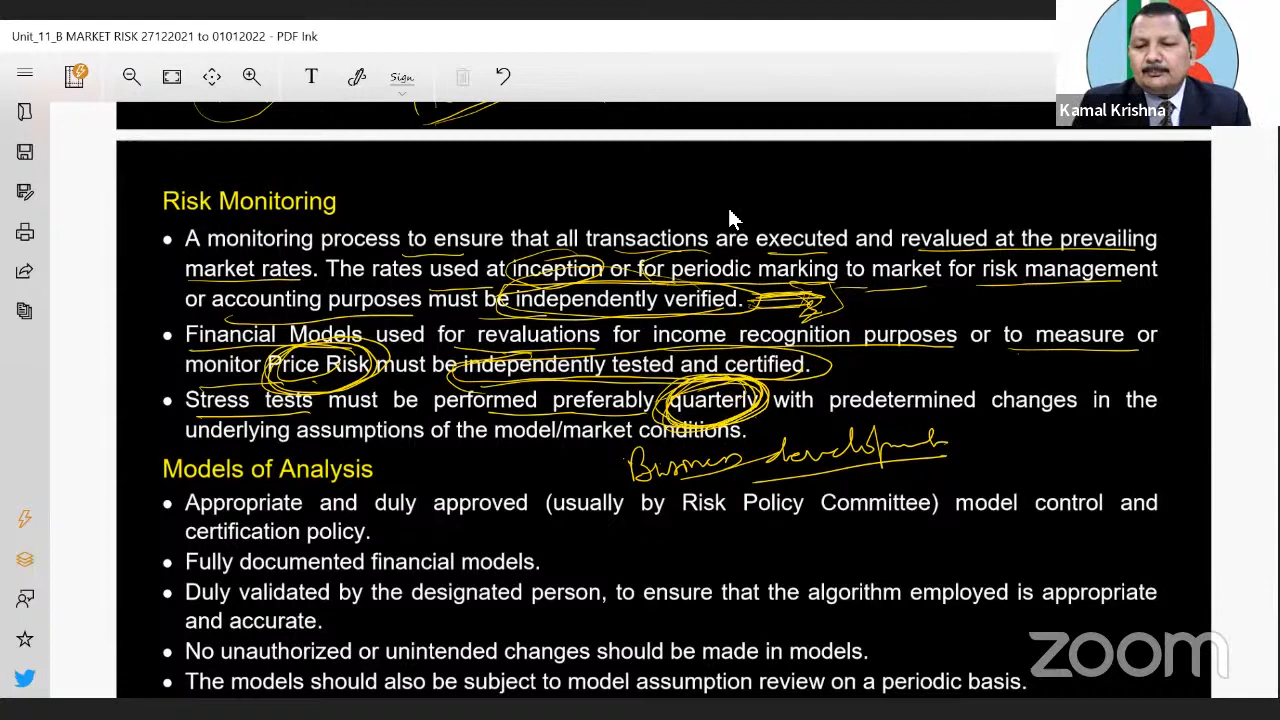 Unit_11_B MARKET RISK 27122021 to 01012022 - PDF Ink
Sign
Kamal Krishna
Risk Monitoring
• A monitoring process to ensure that all transactions are executed and revalued at the prevailing
market rates. The rates used at inception or for periodic marking to market for risk management
or accounting purposes must be independently verified.
• Financial Models used for revaluations for income recognition purposes or to measure or
monitor Price Risk must be independently tested and certified.
• Stress tests must be performed preferably quarterly with predetermined changes in the
underlying assumptions of the model/market conditions.
Business development
Models of Analysis
• Appropriate and duly approved (usually by Risk Policy Committee) model control and
certification policy.
• Fully documented financial models.
• Duly validated by the designated person, to ensure that the algorithm employed is appropriate
and accurate.
• No unauthorized or unintended changes should be made in models.
• The models should also be subject to model assumption review on a periodic basis.
zoom